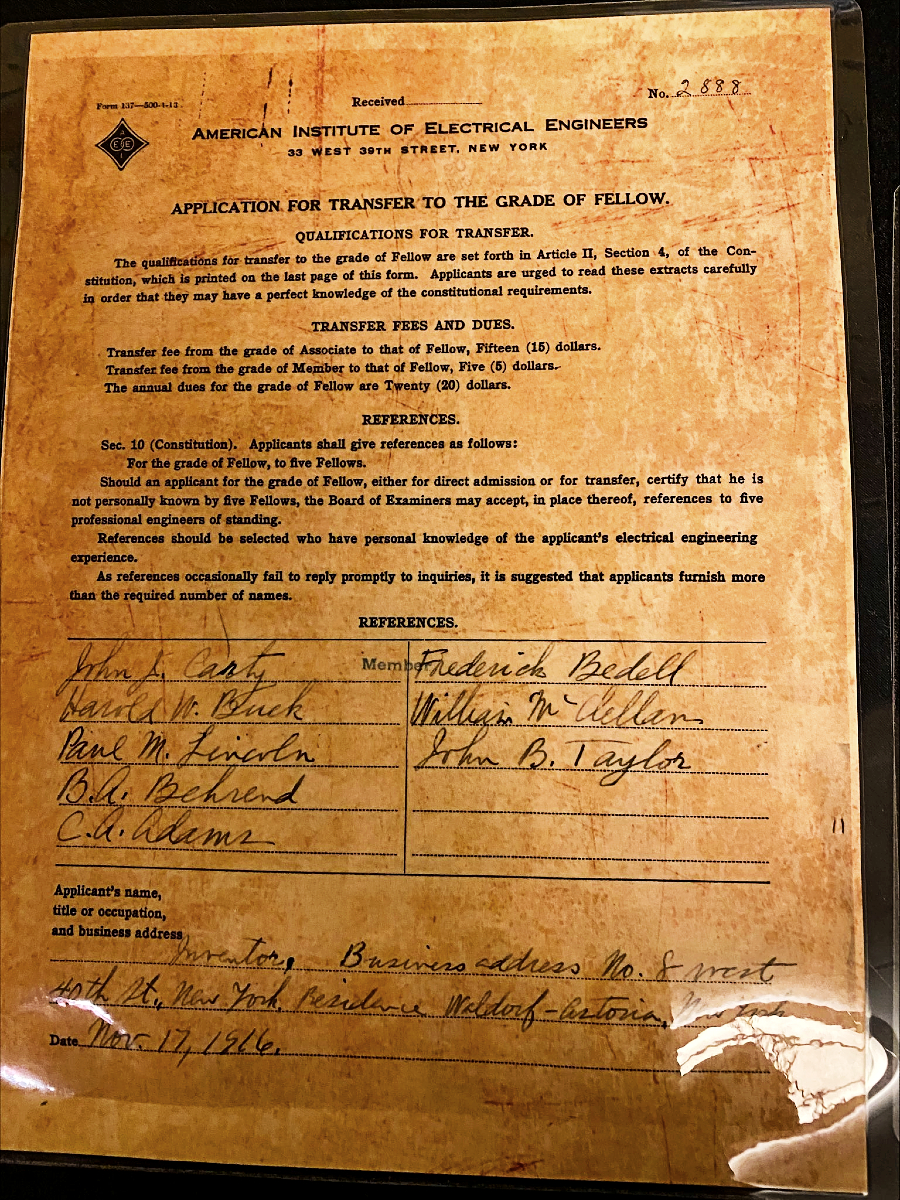 Form 137—500-1-13
Received
No. 2888
AMERICAN INSTITUTE OF ELECTRICAL ENGINEERS
33 WEST 39TH STREET, NEW YORK
APPLICATION FOR TRANSFER TO THE GRADE OF FELLOW.
QUALIFICATIONS FOR TRANSFER.
The qualifications for transfer to the grade of Fellow are set forth in Article II, Section 4, of the Con-
stitution, which is printed on the last page of this form. Applicants are urged to read these extracts carefully
in order that they may have a perfect knowledge of the constitutional requirements.
TRANSFER FEES AND DUES.
Transfer fee from the grade of Associate to that of Fellow, Fifteen (15) dollars.
Transfer fee from the grade of Member to that of Fellow, Five (5) dollars.
The annual dues for the grade of Fellow are Twenty (20) dollars.
REFERENCES.
Sec. 10 (Constitution). Applicants shall give references as follows:
For the grade of Fellow, to five Fellows.
Should an applicant for the grade of Fellow, either for direct admission or for transfer, certify that he is
not personally known by five Fellows, the Board of Examiners may accept, in place thereof, references to five
professional engineers of standing.
References should be selected who have personal knowledge of the applicant's electrical engineering
experience.
As references occasionally fail to reply promptly to inquiries, it is suggested that applicants furnish more
than the required number of names.
REFERENCES.
John J. Carty
Harold W. Buck
Paul M. Lincoln
B.A. Behrend
C.A. Adams
Member
Frederick Bedell
William McClellan
John B. Taylor
Applicant's name,
title or occupation,
and business address
Inventor, Business address No. 8 west
40th St., New York. Residence Waldorf-Astoria, New York
Date Nov. 17, 1916.